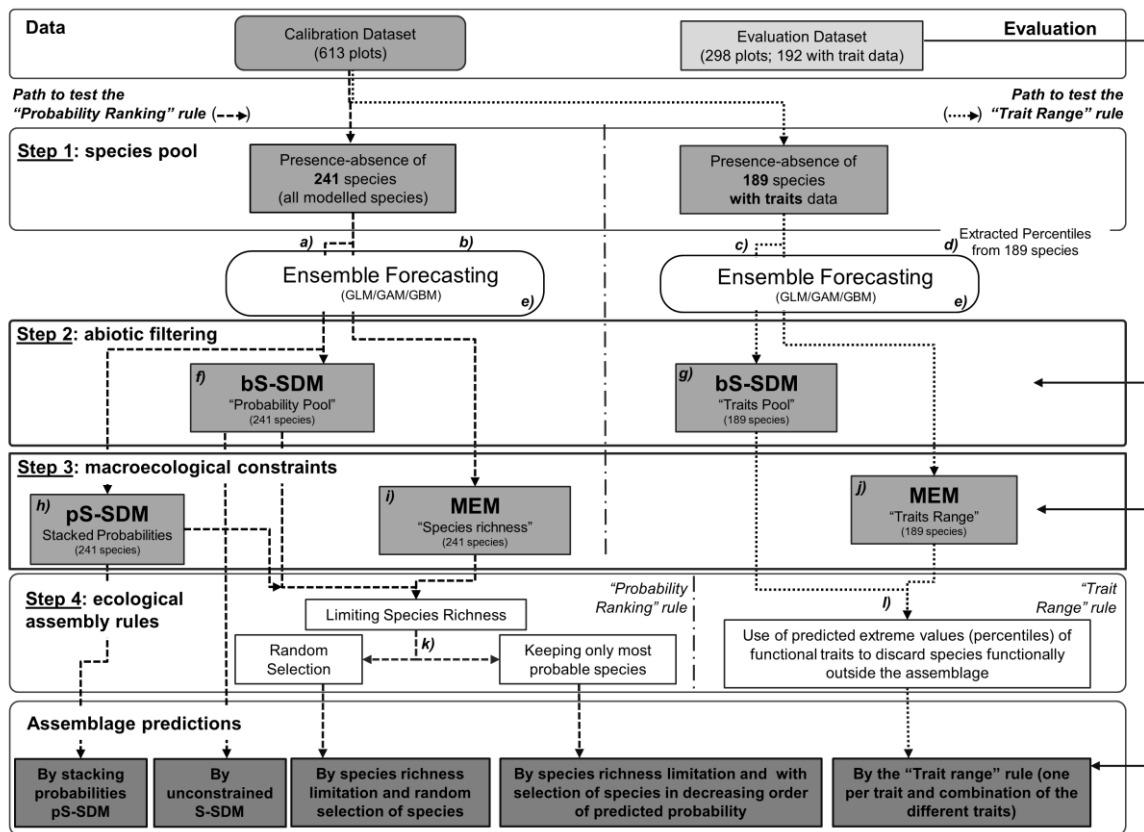 Data
Calibration Dataset
(613 plots)
Evaluation Dataset
(298 plots; 192 with trait data)
Evaluation
Path to test the
“Probability Ranking” rule (
)
Path to test the
(
) “Trait Range” rule
Step 1: species pool
Presence-absence of
241 species
(all modelled species)
Presence-absence of
189 species
with traits data
a)
b)
c)
d)
Extracted Percentiles
from 189 species
Ensemble Forecasting
(GLM/GAM/GBM)
e)
Ensemble Forecasting
(GLM/GAM/GBM)
e)
Step 2: abiotic filtering
f)
bS-SDM
“Probability Pool”
(241 species)
g)
bS-SDM
“Traits Pool”
(189 species)
Step 3: macroecological constraints
h)
pS-SDM
Stacked Probabilities
(241 species)
i)
MEM
“Species richness”
(241 species)
j)
MEM
“Traits Range”
(189 species)
Step 4: ecological
assembly rules
“Probability
Ranking” rule
“Trait
Range” rule
Limiting Species Richness
k)
l)
Random
Selection
Keeping only most
probable species
Use of predicted extreme values (percentiles) of
functional traits to discard species functionally
outside the assemblage
Assemblage predictions
By stacking
probabilities
pS-SDM
By
unconstrained
S-SDM
By species richness
limitation and random
selection of species
By species richness limitation and with
selection of species in decreasing order
of predicted probability
By the “Trait range” rule (one
per trait and combination of the
different traits)